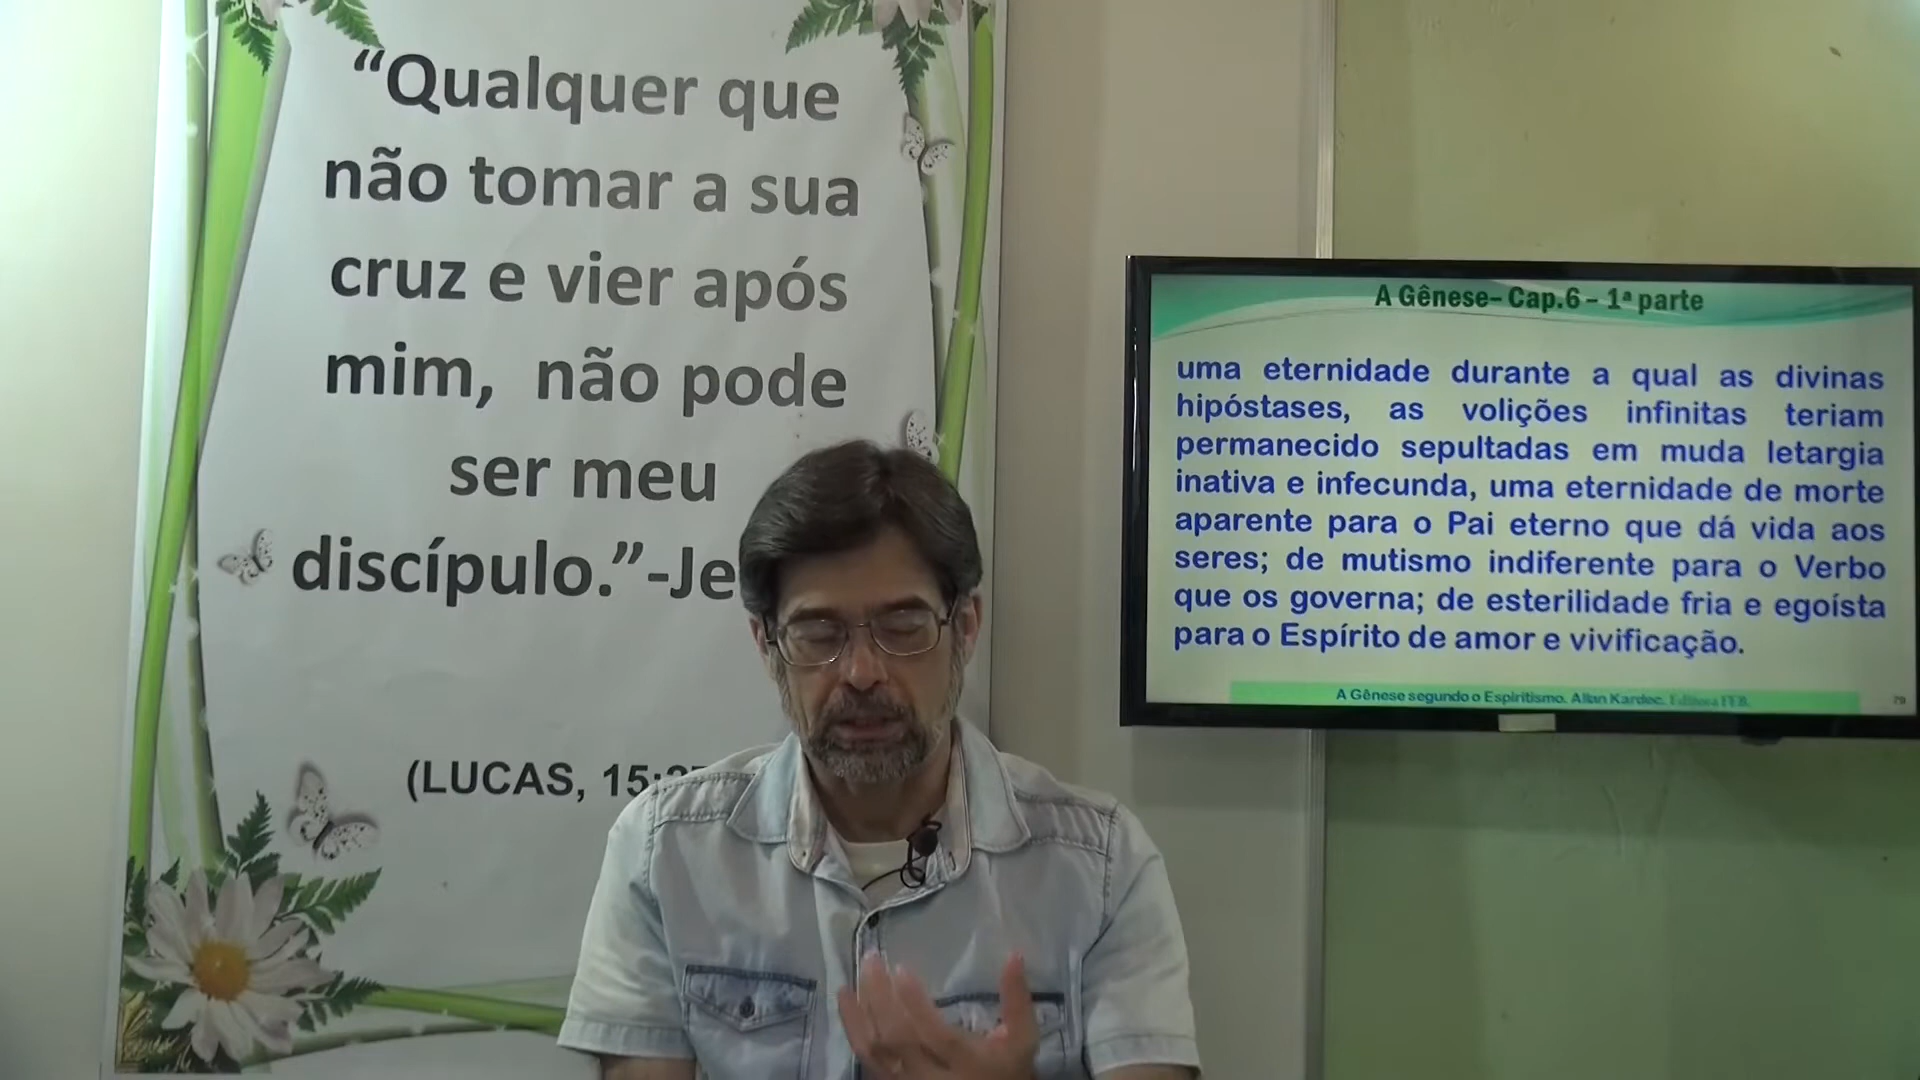 “Qualquer que
não tomar a sua
cruz e vier após
mim, não pode
ser meu
discípulo.”-Je
(LUCAS, 15:
A Gênese– Cap.6 – 1ª parte
uma eternidade durante a qual as divinas
hipóstases, as volições infinitas teriam
permanecido sepultadas em muda letargia
inativa e infecunda, uma eternidade de morte
aparente para o Pai eterno que dá vida aos
seres; de mutismo indiferente para o Verbo
que os governa; de esterilidade fria e egoísta
para o Espírito de amor e vivificação.
A Gênese segundo o Espiritismo. Allan Kardec. Editora FEB.
79